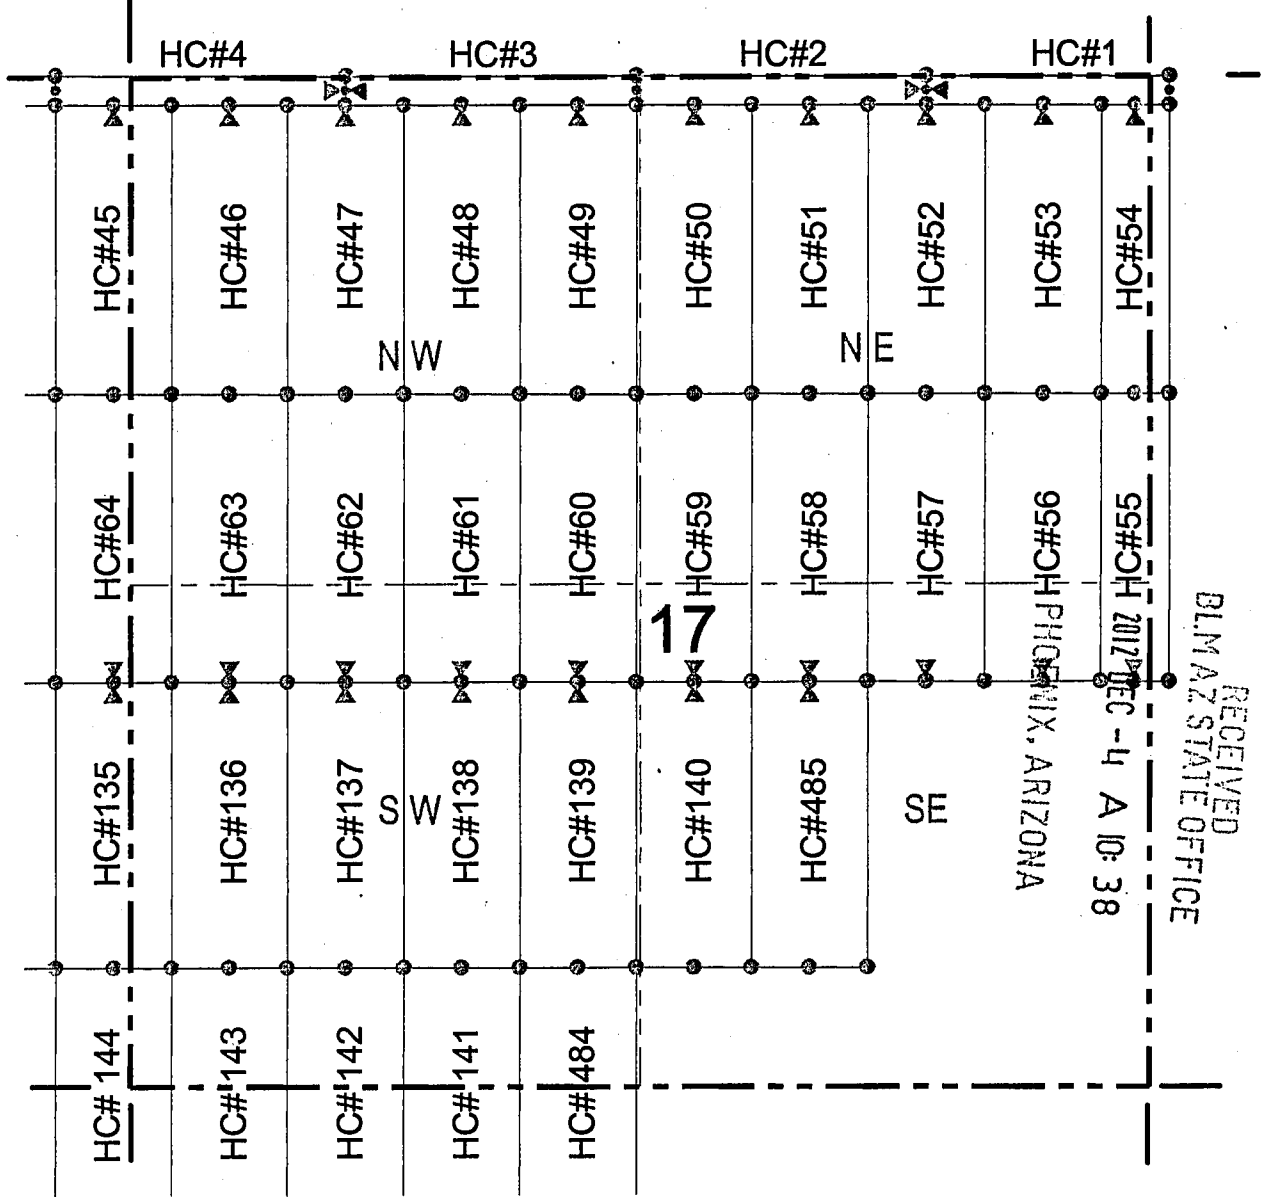 HC#4 HC#3 HC#2 HC#1
HC#45 HC#46 HC#47 HC#48 HC#49 HC#50 HC#51 HC#52 HC#53 HC#54
NW NE
HC#64 HC#63 HC#62 HC#61 HC#60 HC#59 HC#58 HC#57 HC#56 HC#55
17
HC#135 HC#136 HC#137 HC#138 HC#139 HC#140 HC#485
SW SE
HC# 144 HC#143 HC#142 HC#141 HC#484
RECEIVED
BLM AZ STATE OFFICE
2012 DEC -4 A 10:38
PHOENIX, ARIZONA